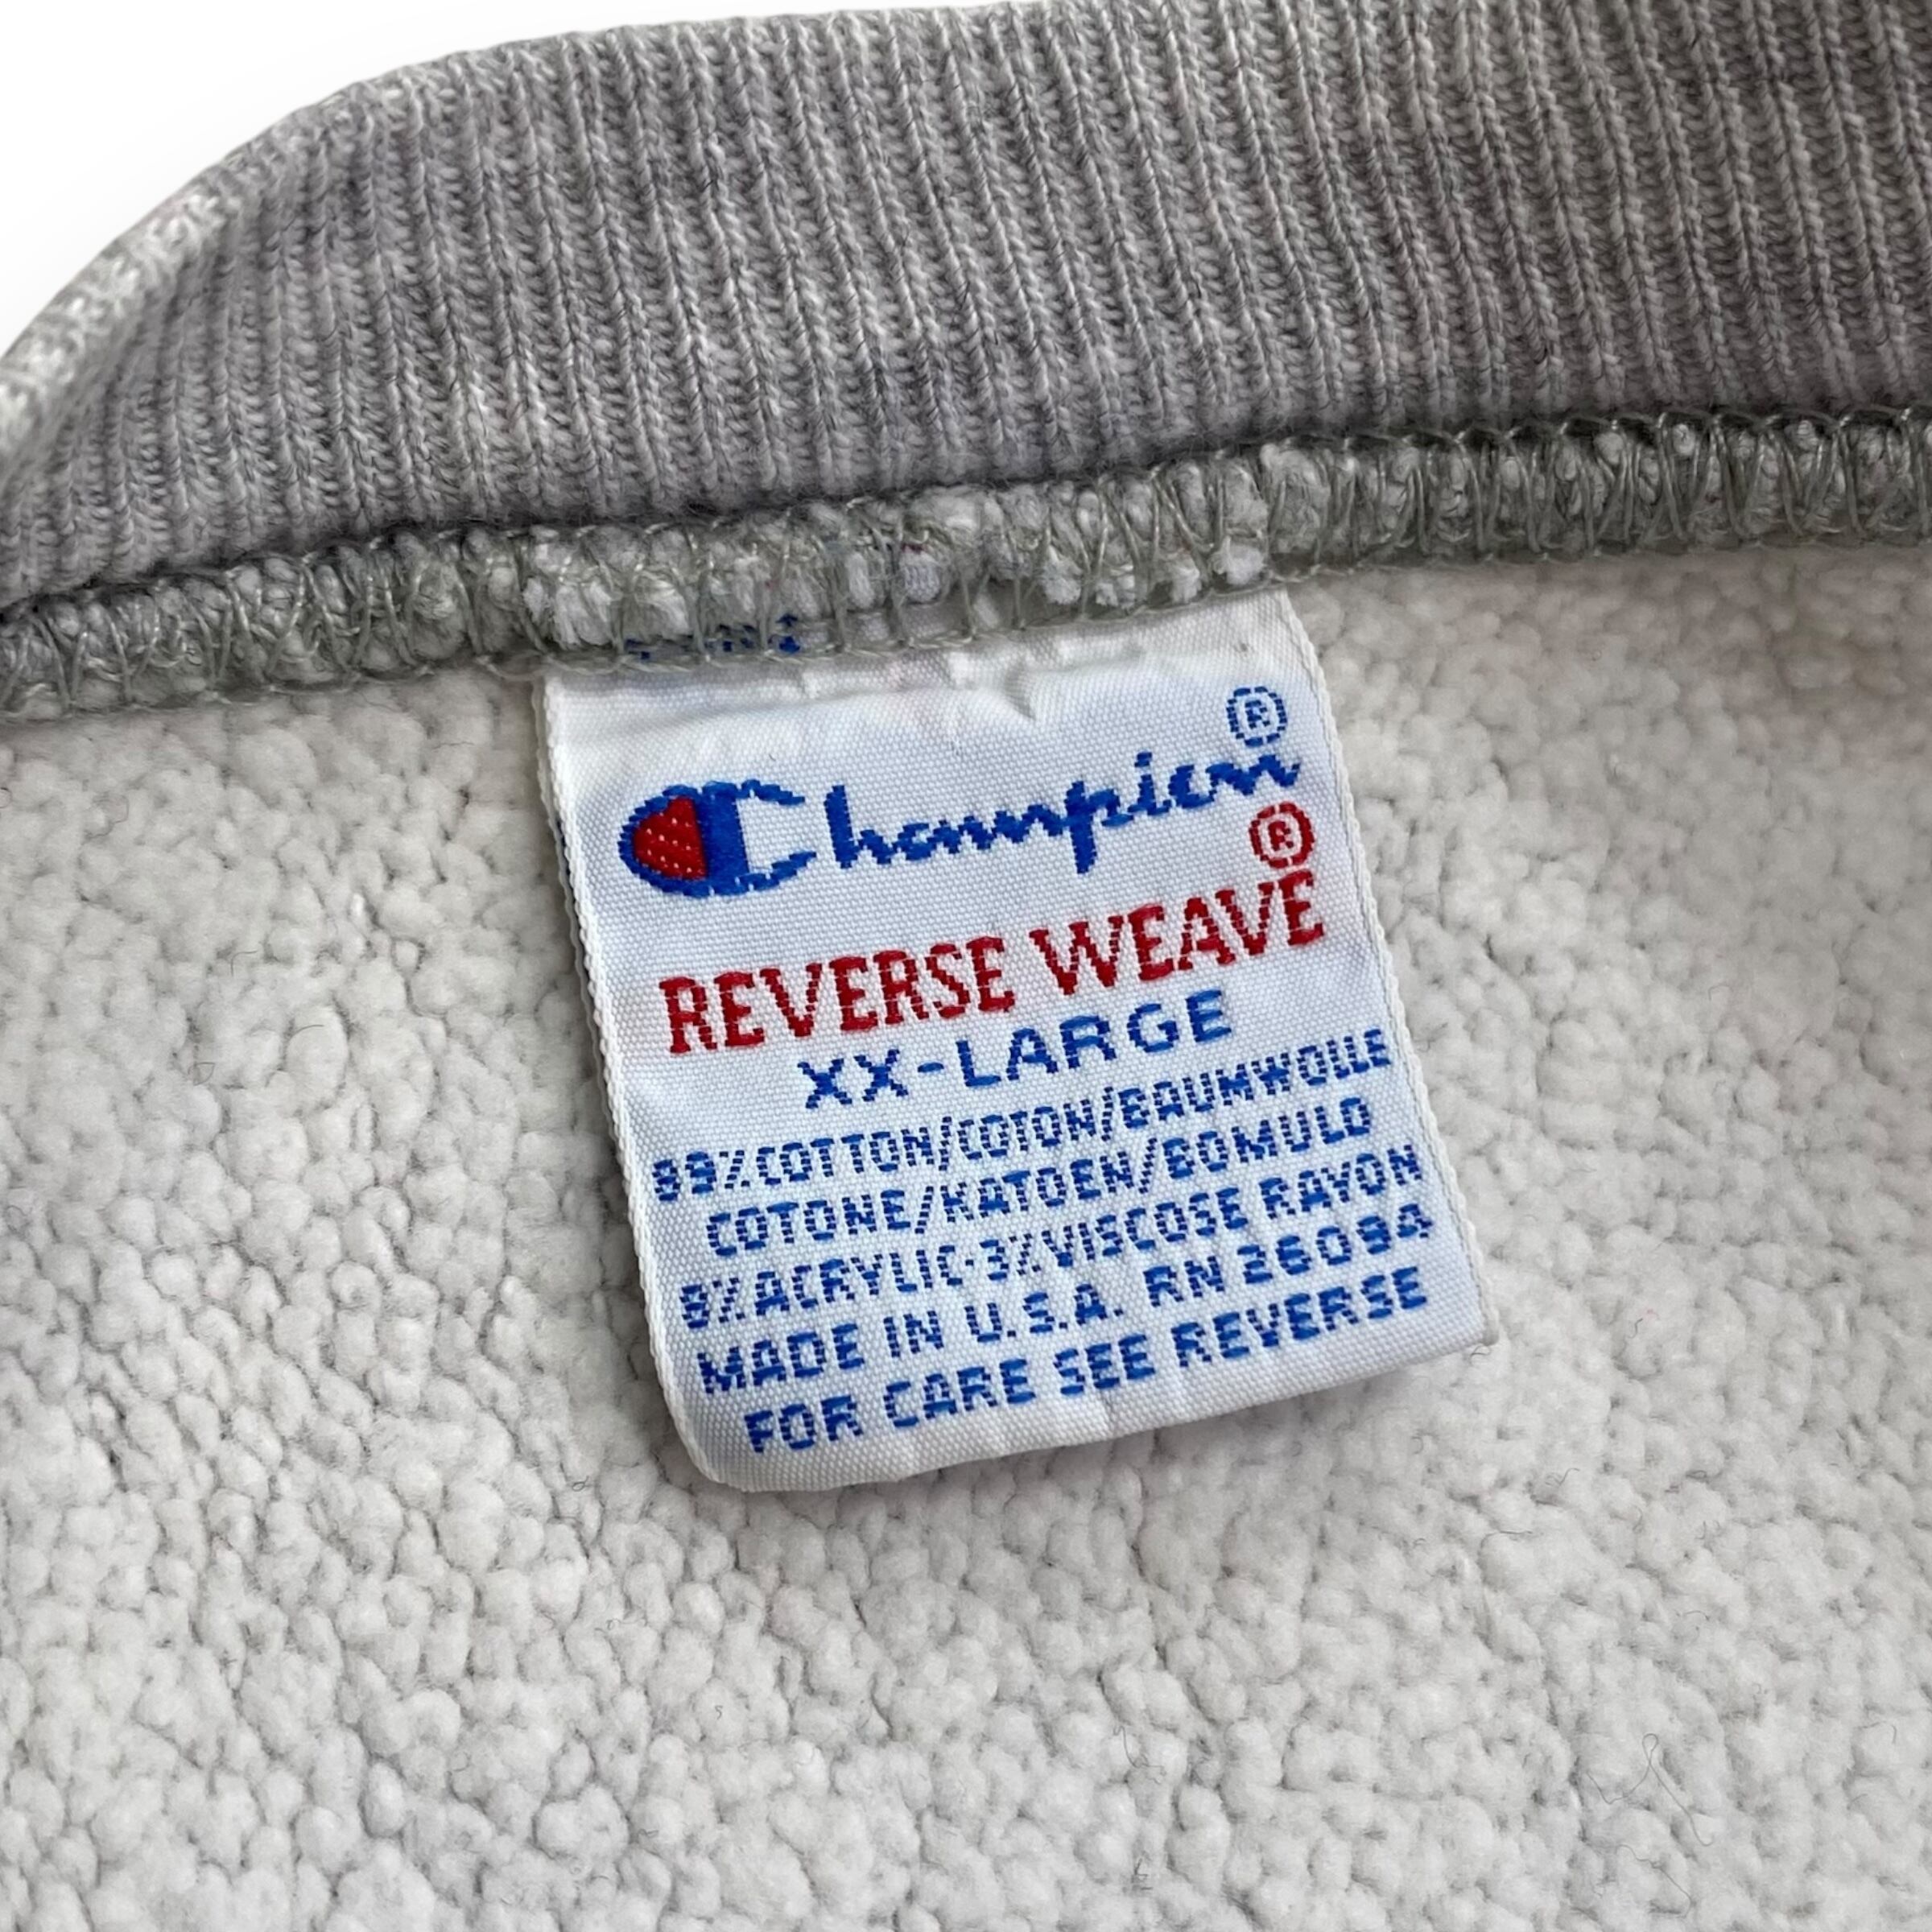 Champion®
REVERSE WEAVE®
XX-LARGE
89% COTTON/COTON/BAUMWOLLE
COTONE/KATOEN/BOMULD
8% ACRYLIC·3% VISCOSE RAYON
MADE IN U.S.A. RN 26094
FOR CARE SEE REVERSE